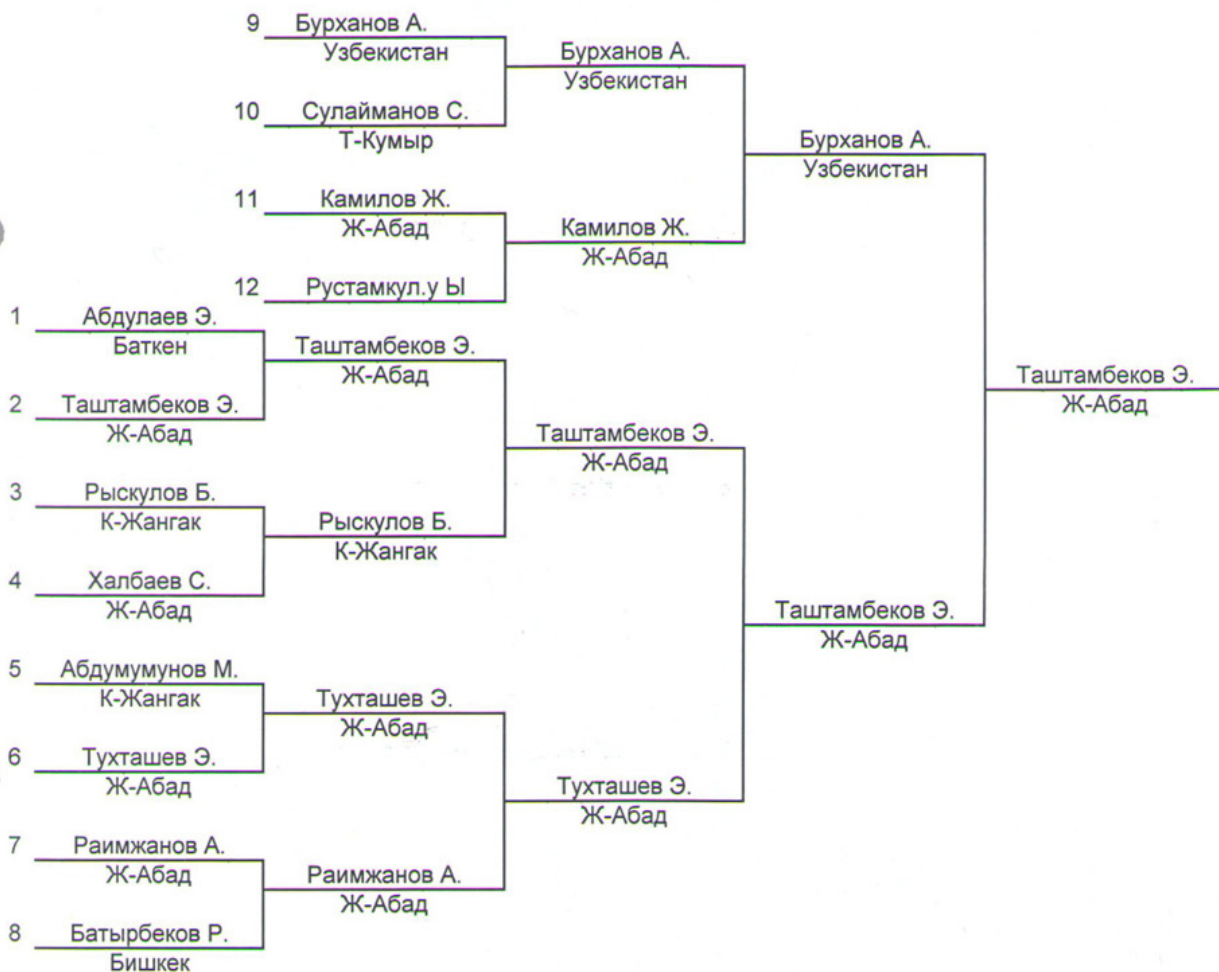 9 Бурханов А.
Узбекистан
Бурханов А.
Узбекистан
10 Сулайманов С.
Т-Кумыр
Бурханов А.
Узбекистан
11 Камилов Ж.
Ж-Абад
Камилов Ж.
Ж-Абад
12 Рустамкул.у Ы
1 Абдулаев Э.
Баткен
Таштамбеков Э.
Ж-Абад
Таштамбеков Э.
Ж-Абад
2 Таштамбеков Э.
Ж-Абад
Таштамбеков Э.
Ж-Абад
3 Рыскулов Б.
К-Жангак
Рыскулов Б.
К-Жангак
4 Халбаев С.
Ж-Абад
Таштамбеков Э.
Ж-Абад
5 Абдумумунов М.
К-Жангак
Тухташев Э.
Ж-Абад
6 Тухташев Э.
Ж-Абад
Тухташев Э.
Ж-Абад
7 Раимжанов А.
Ж-Абад
Раимжанов А.
Ж-Абад
8 Батырбеков Р.
Бишкек